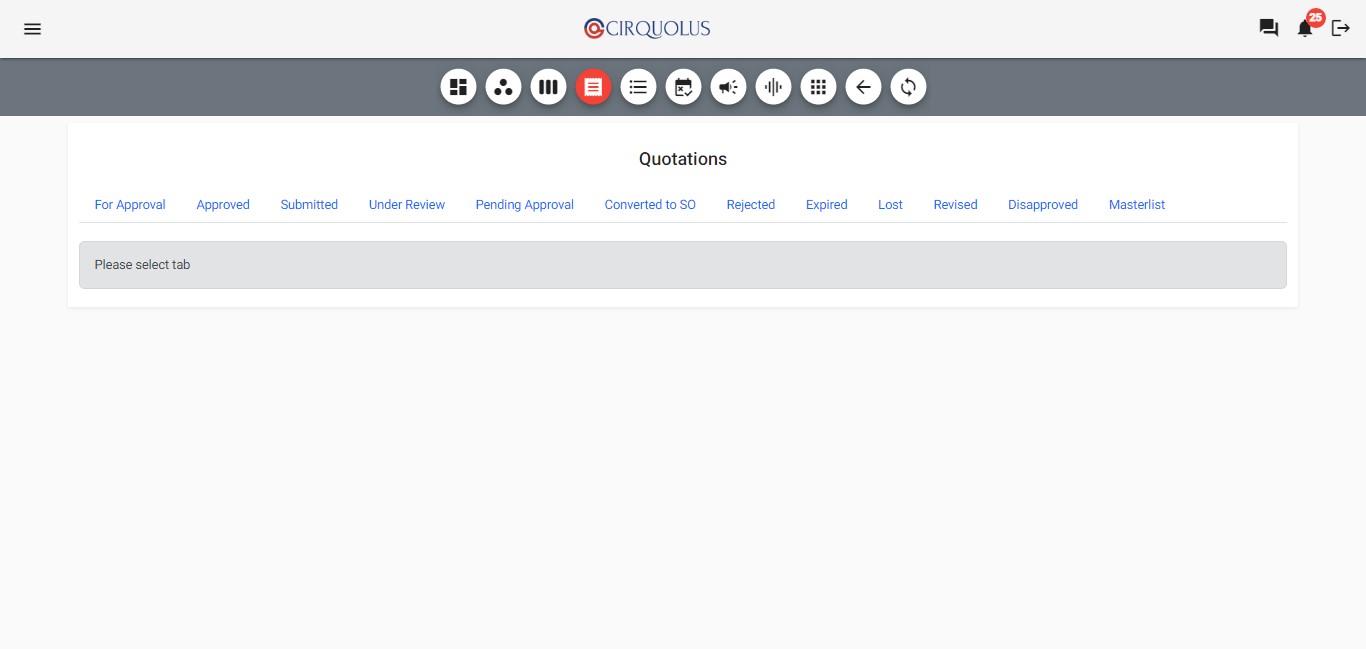 CIRQUOLUS
25
Quotations
For Approval Approved Submitted Under Review Pending Approval Converted to SO Rejected Expired Lost Revised Disapproved Masterlist
Please select tab